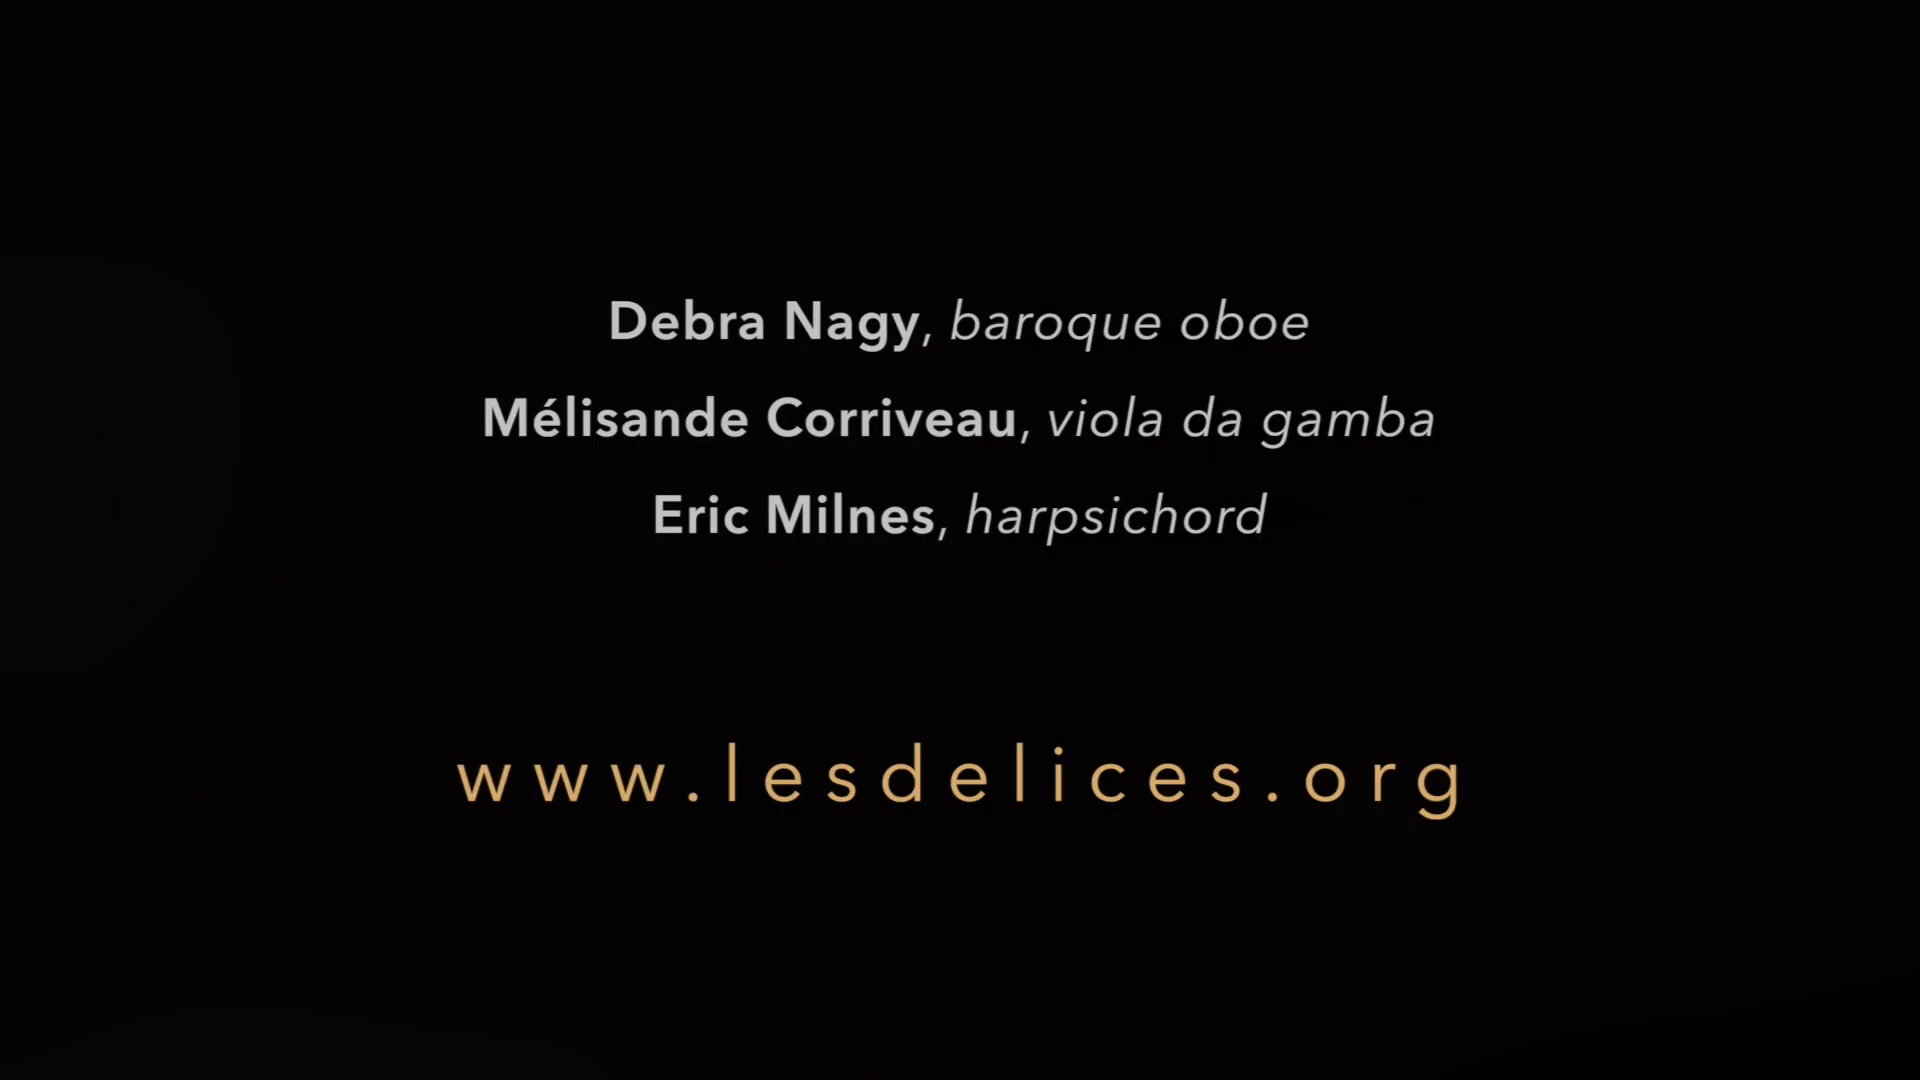 Debra Nagy, baroque oboe
Mélisande Corriveau, viola da gamba
Eric Milnes, harpsichord
www.lesdelices.org